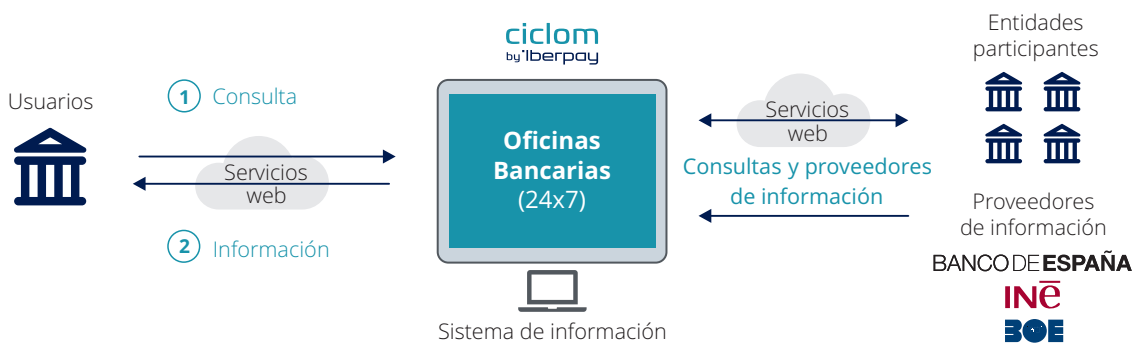 ciclom
by iberpay
Usuarios
1 Consulta
Servicios
web
2 Información
Oficinas
Bancarias
(24x7)
Sistema de información
Servicios
web
Consultas y proveedores
de información
Entidades
participantes
Proveedores
de información
BANCO DE ESPAÑA
INe
BOE